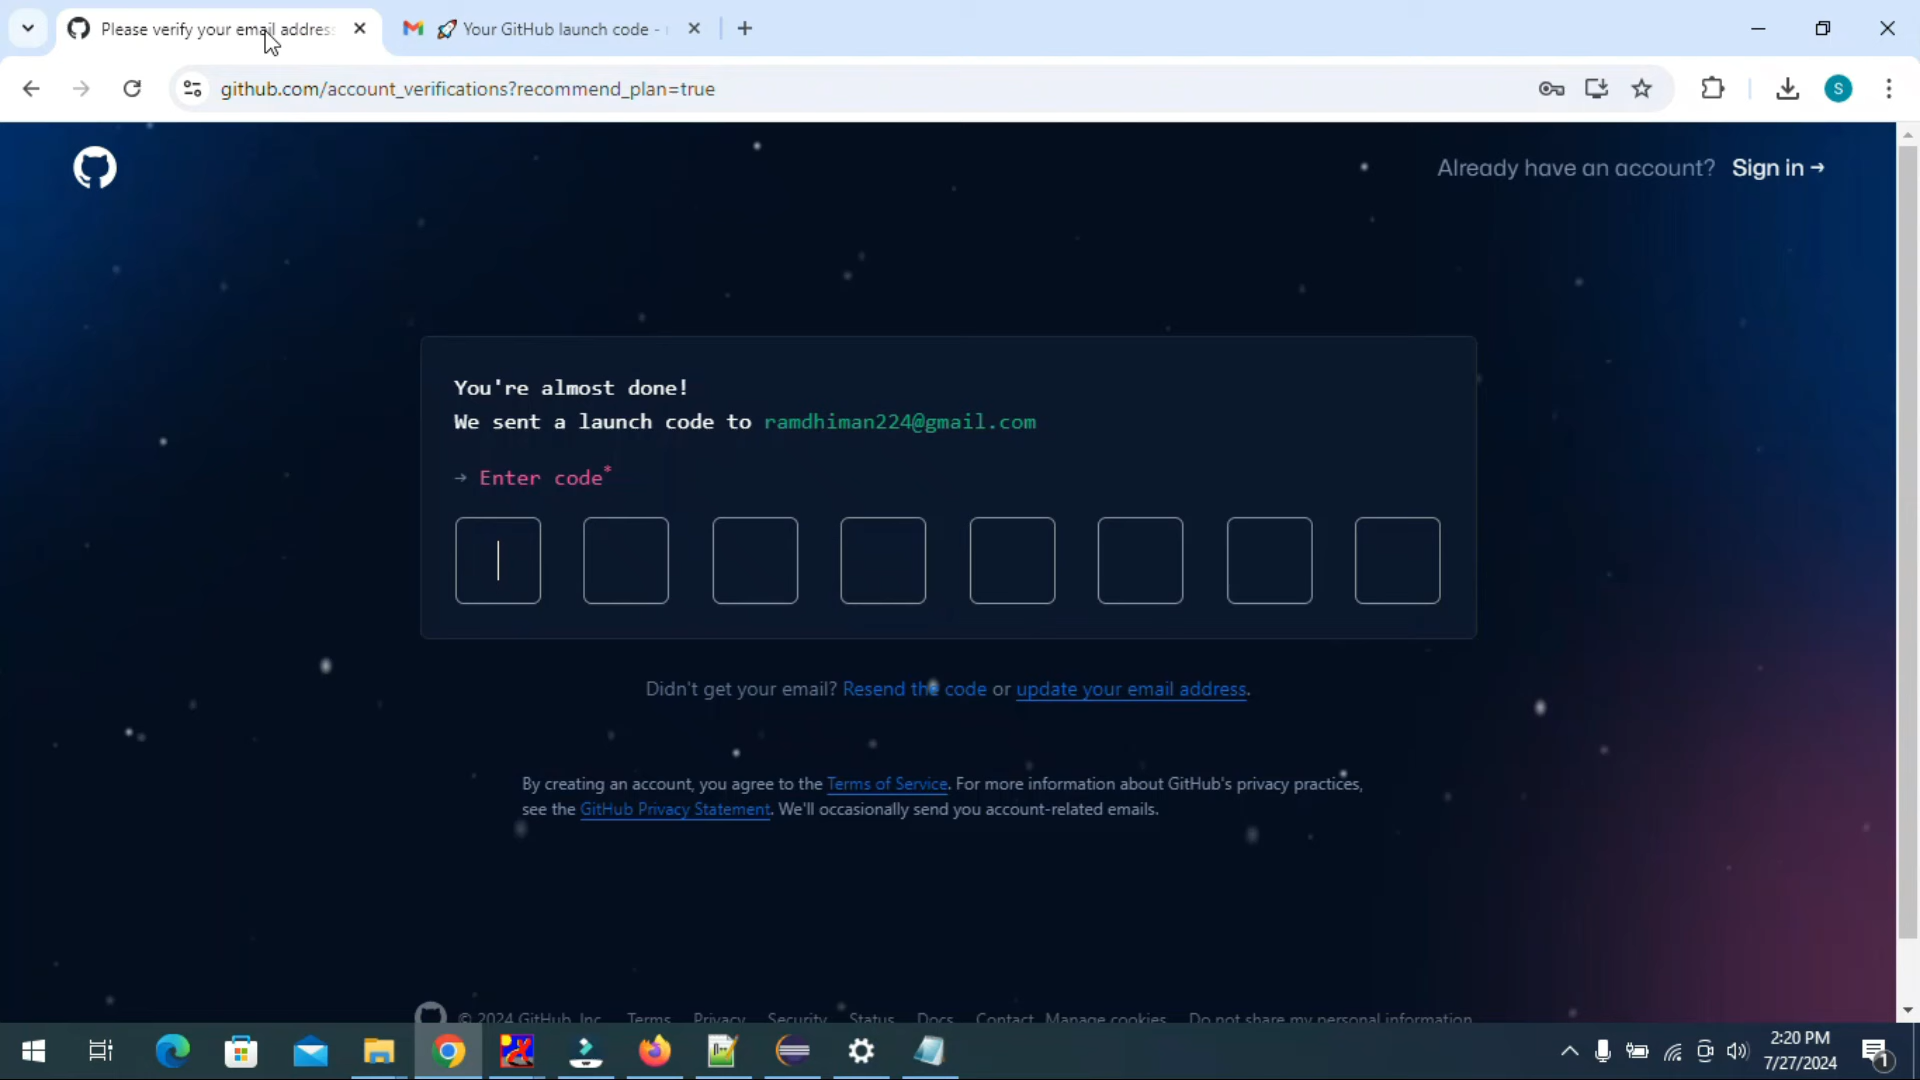 Please verify your email addres
Your GitHub launch code -
github.com/account_verifications?recommend_plan=true
S
Already have an account? Sign in →
You're almost done!
We sent a launch code to ramdhiman224@gmail.com
→ Enter code*
Didn't get your email? Resend the code or update your email address.
By creating an account, you agree to the Terms of Service. For more information about GitHub's privacy practices,
see the GitHub Privacy Statement. We'll occasionally send you account-related emails.
© 2024 GitHub, Inc. Terms Privacy Security Status Docs Contact Manage cookies Do not share my personal information
2:20 PM
7/27/2024
1